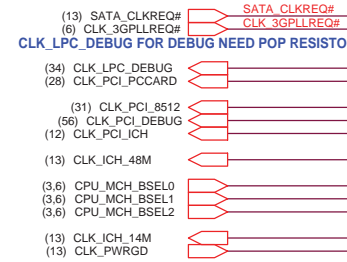 (13) SATA_CLKREQ# SATA_CLKREQ#
(6) CLK_3GPLLREQ# CLK_3GPLLREQ#
CLK_LPC_DEBUG FOR DEBUG NEED POP RESISTO
(34) CLK_LPC_DEBUG
(28) CLK_PCI_PCCARD
(31) CLK_PCI_8512
(56) CLK_PCI_DEBUG
(12) CLK_PCI_ICH
(13) CLK_ICH_48M
(3,6) CPU_MCH_BSEL0
(3,6) CPU_MCH_BSEL1
(3,6) CPU_MCH_BSEL2
(13) CLK_ICH_14M
(13) CLK_PWRGD